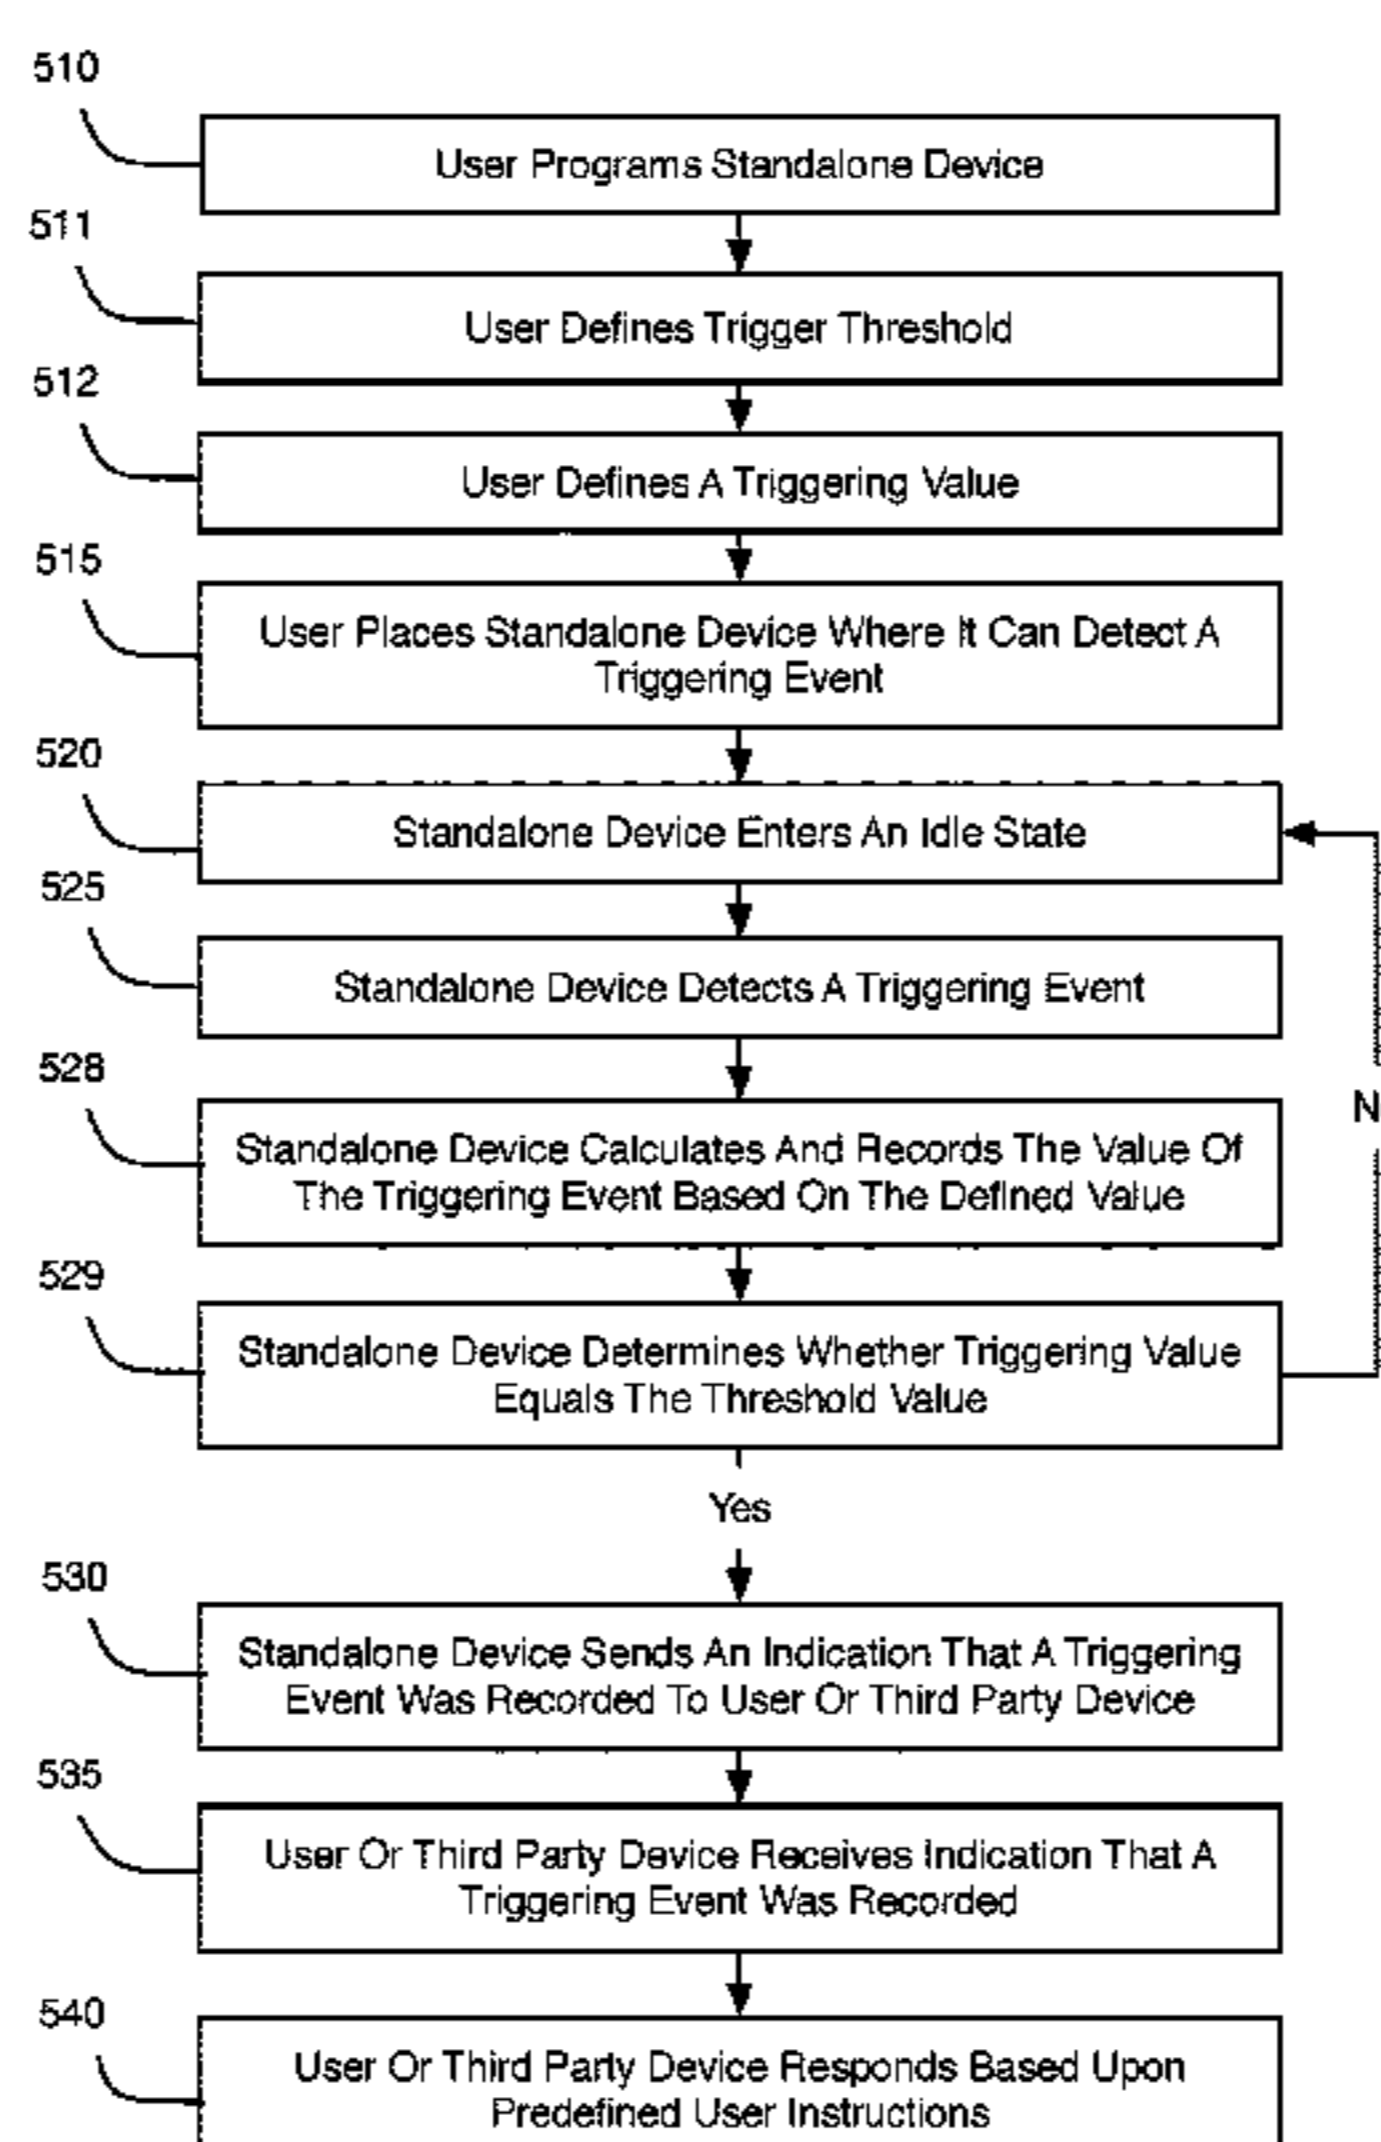 510
User Programs Standalone Device
511
User Defines Trigger Threshold
512
User Defines A Triggering Value
515
User Places Standalone Device Where It Can Detect A
Triggering Event
520
Standalone Device Enters An Idle State
525
Standalone Device Detects A Triggering Event
528
Standalone Device Calculates And Records The Value Of
The Triggering Event Based On The Defined Value
N
529
Standalone Device Determines Whether Triggering Value
Equals The Threshold Value
Yes
530
Standalone Device Sends An Indication That A Triggering
Event Was Recorded To User Or Third Party Device
535
User Or Third Party Device Receives Indication That A
Triggering Event Was Recorded
540
User Or Third Party Device Responds Based Upon
Predefined User Instructions